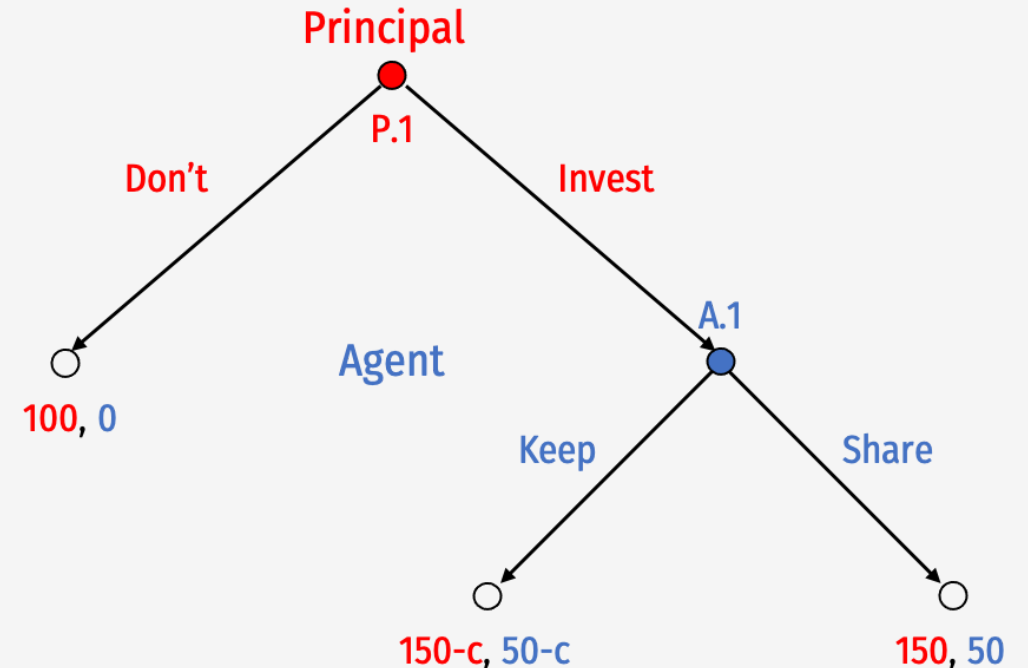 Principal
P.1
Don't
Invest
A.1
Agent
100, 0
Keep
Share
150-c, 50-c
150, 50